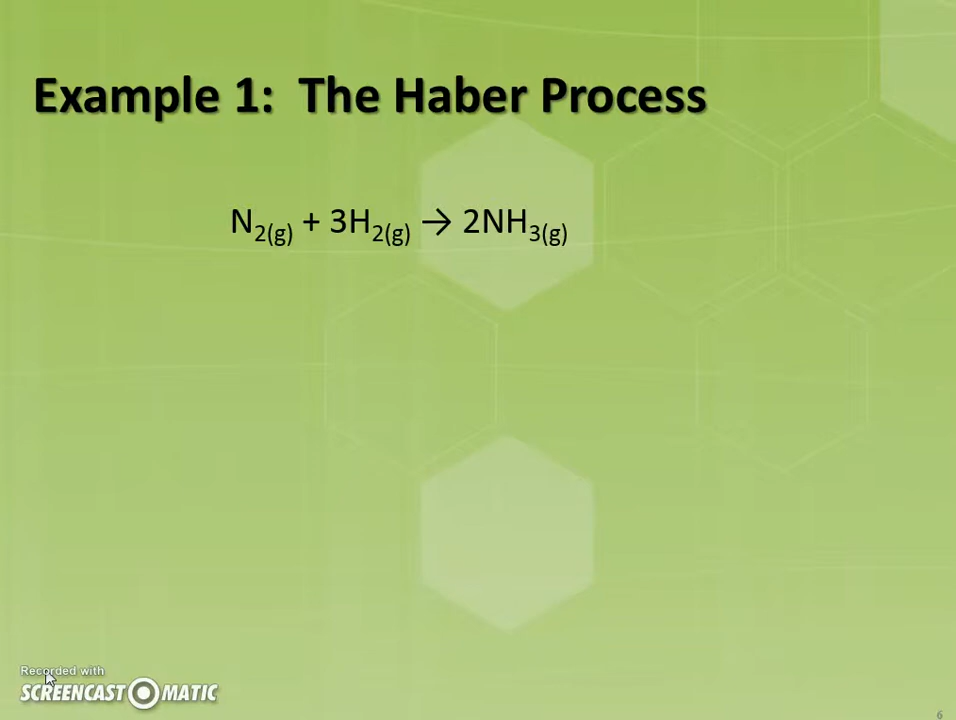 Example 1:  The Haber Process
N₂(g) + 3H₂(g) → 2NH₃(g)
Recorded with
SCREENCAST MATIC
6